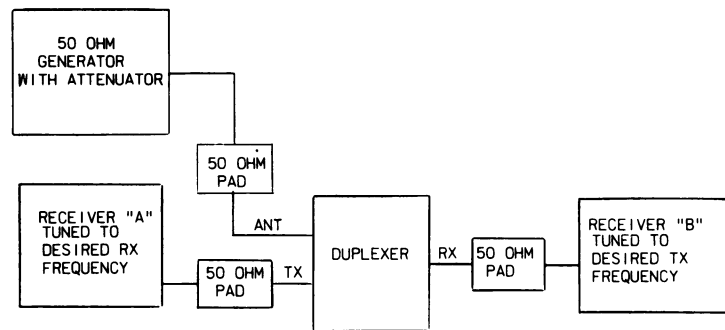 50 OHM
GENERATOR
WITH ATTENUATOR
50 OHM
PAD
RECEIVER "A"
TUNED TO
DESIRED RX
FREQUENCY
ANT
50 OHM
PAD
TX
DUPLEXER
RX
50 OHM
PAD
RECEIVER "B"
TUNED TO
DESIRED TX
FREQUENCY